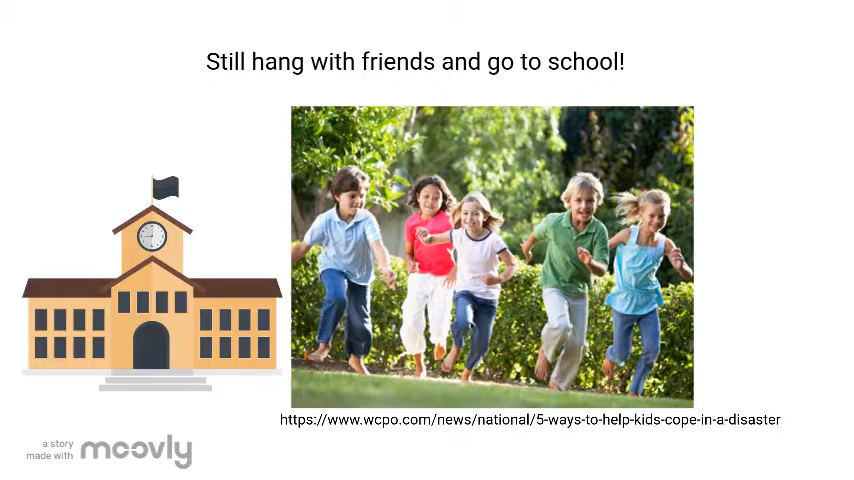 Still hang with friends and go to school!
https://www.wcpo.com/news/national/5-ways-to-help-kids-cope-in-a-disaster
a story
made with moovly